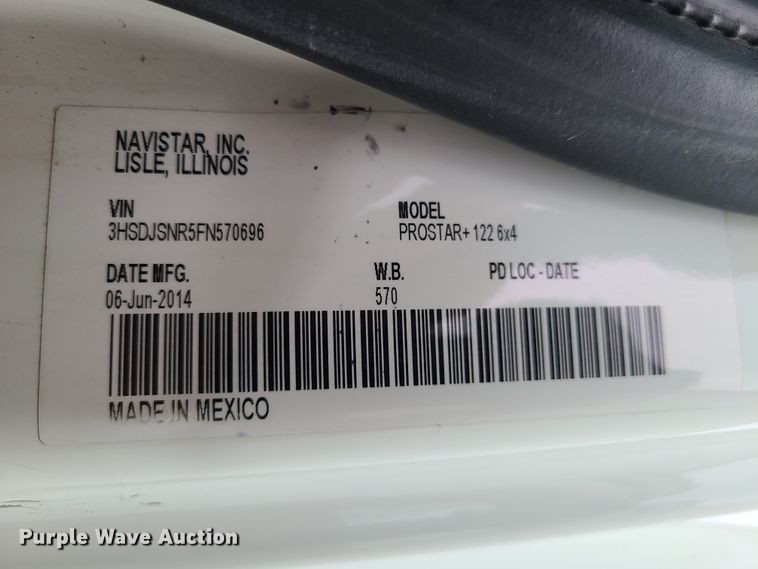 NAVISTAR, INC.
LISLE, ILLINOIS
VIN
3HSDJSNR5FN570696
MODEL
PROSTAR+ 122 6x4
DATE MFG.
06-Jun-2014
W.B.
570
PD LOC - DATE
MADE IN MEXICO
Purple Wave Auction